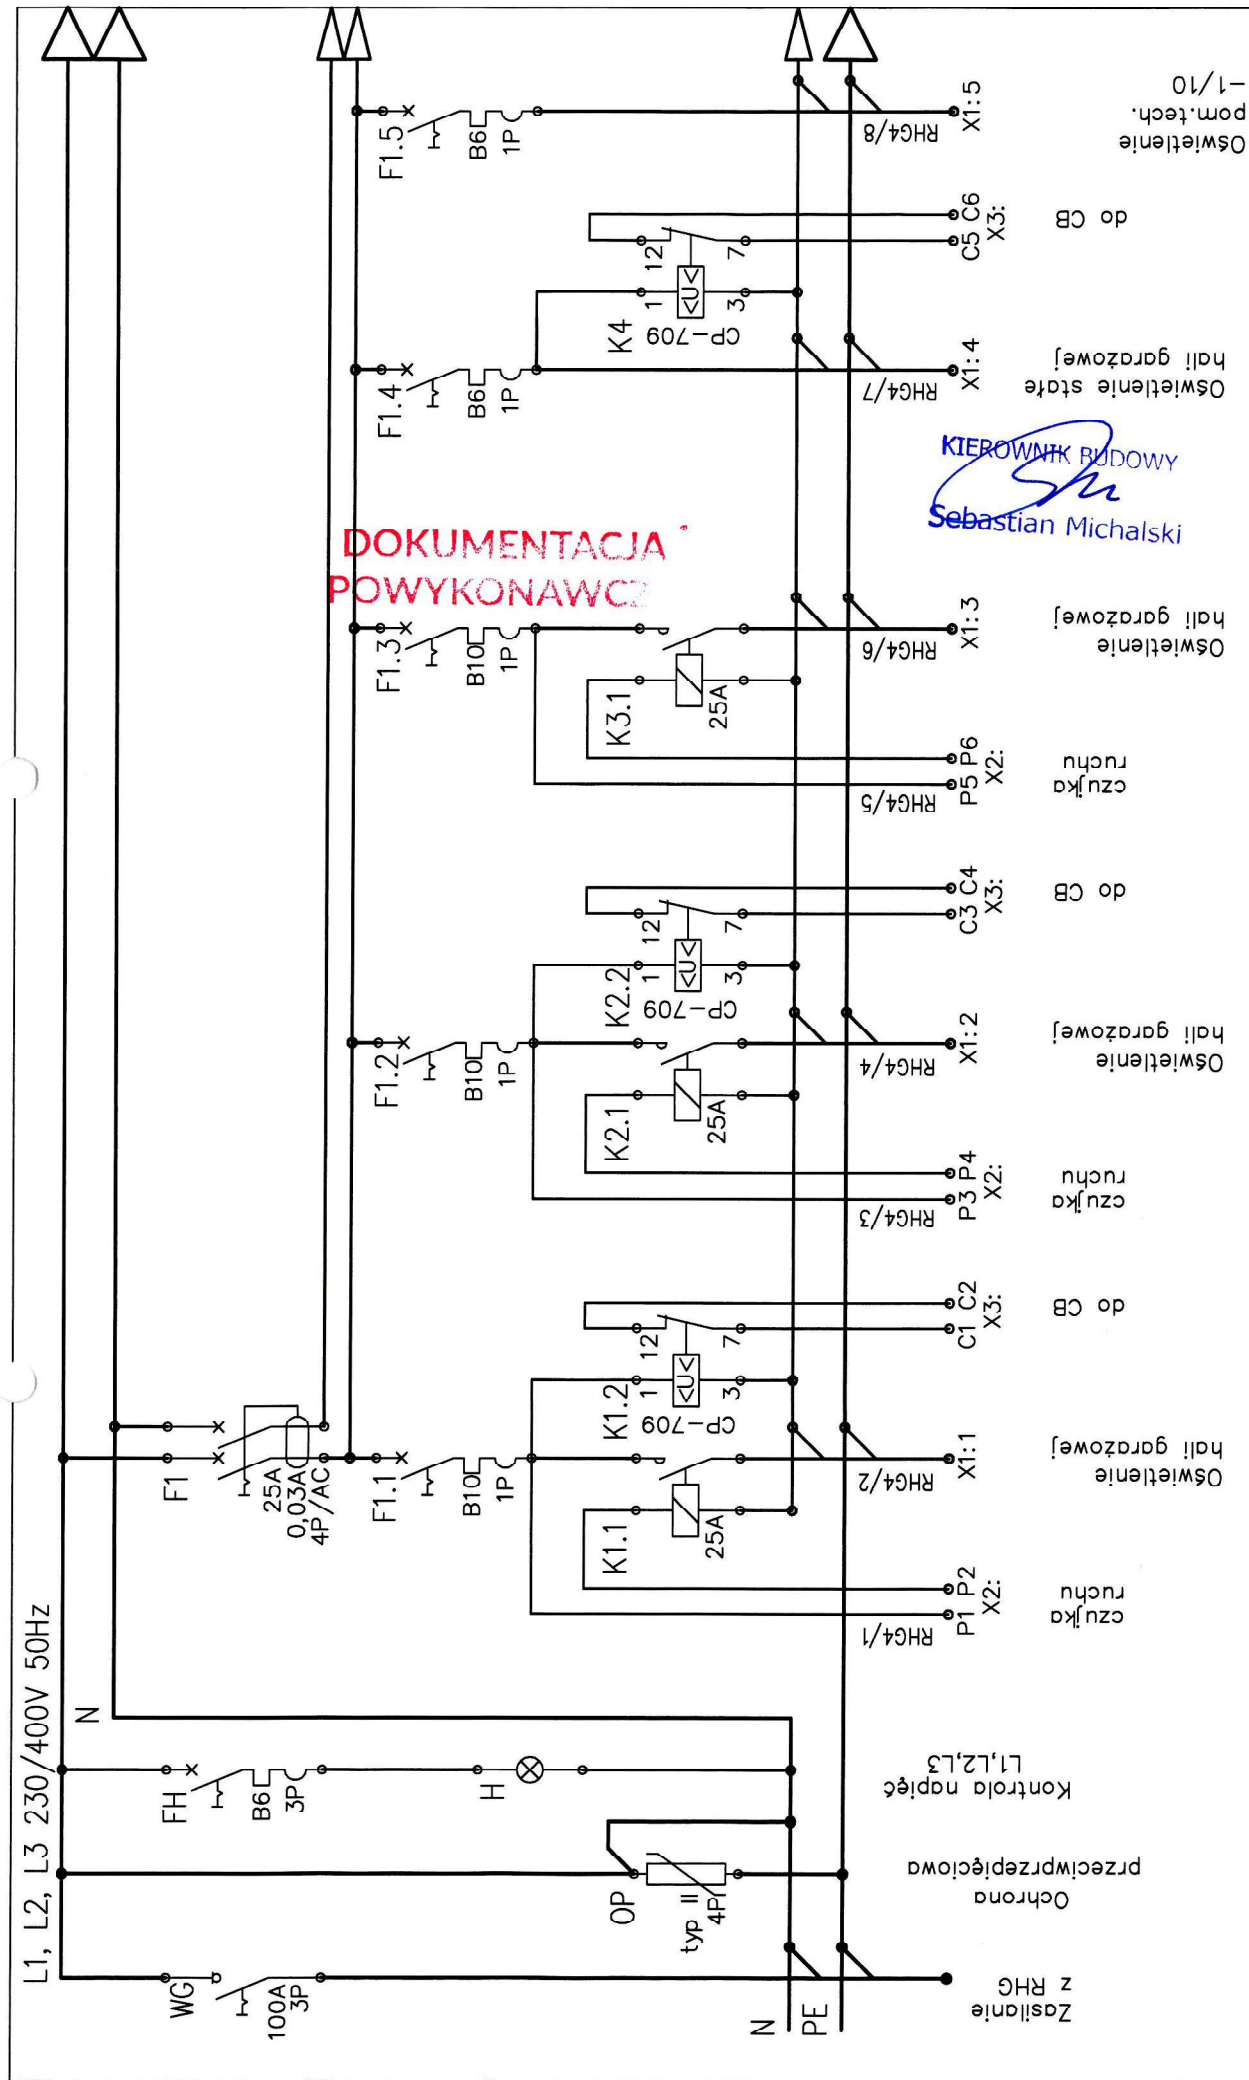 L1, L2, L3 230/400V 50Hz
N
N
PE
WG
100A
3P
Zasilanie
z RHG
OP
typ II
4P
Ochrona
przeciwprzepięciowa
FH
B6
3P
H
Kontrola napięć
L1,L2,L3
F1
25A
0,03A
4P/AC
F1.1
B10
1P
K1.1
25A
RHG4/1
P1 P2
X2:
czujka
ruchu
RHG4/2
X1:1
Oświetlenie
hali garażowej
K1.2
CP-709
<U<
1
3
12
7
C1 C2
X3:
do CB
F1.2
B10
1P
K2.1
25A
RHG4/3
P3 P4
X2:
czujka
ruchu
RHG4/4
X1:2
Oświetlenie
hali garażowej
K2.2
CP-709
<U<
1
3
12
7
C3 C4
X3:
do CB
F1.3
B10
1P
K3.1
25A
RHG4/5
P5 P6
X2:
czujka
ruchu
RHG4/6
X1:3
Oświetlenie
hali garażowej
DOKUMENTACJA
POWYKONAWCZ
KIEROWNIK BUDOWY
Sebastian Michalski
F1.4
B6
1P
RHG4/7
X1:4
Oświetlenie stałe
hali garażowej
K4
CP-709
<U<
1
3
12
7
C5 C6
X3:
do CB
F1.5
B6
1P
RHG4/8
X1:5
Oświetlenie
pom.tech.
-1/10